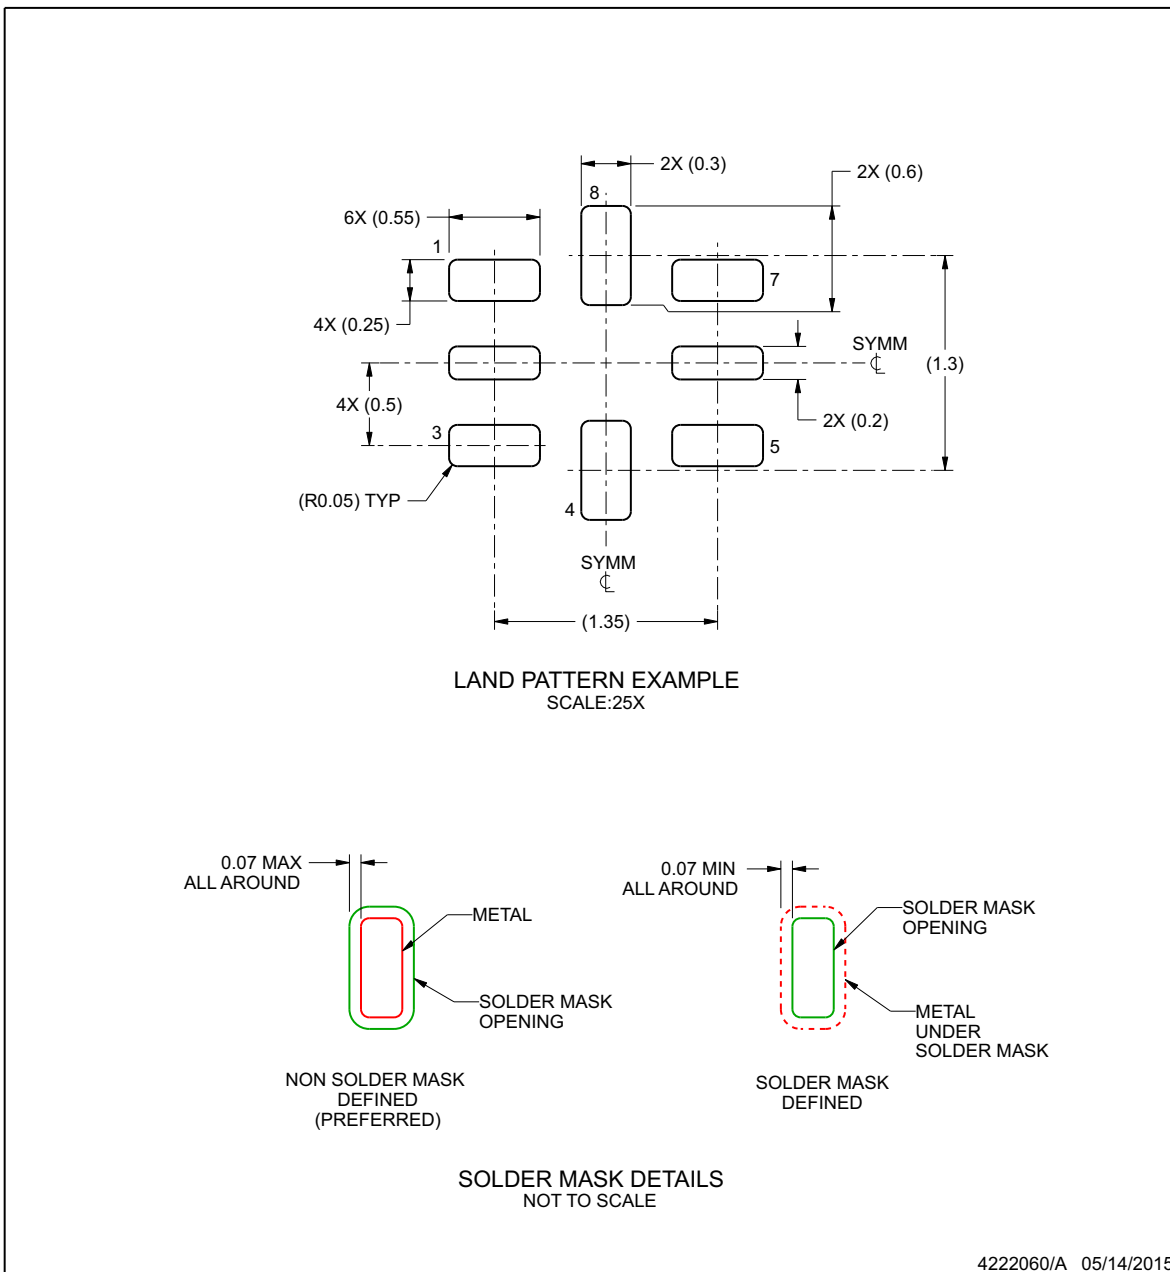 2X (0.3)
2X (0.6)
8
6X (0.55)
1
7
4X (0.25)
SYMM
CL
(1.3)
4X (0.5)
2X (0.2)
3
5
(R0.05) TYP
4
SYMM
CL
(1.35)
LAND PATTERN EXAMPLE
SCALE:25X
0.07 MAX
ALL AROUND
METAL
SOLDER MASK
OPENING
NON SOLDER MASK
DEFINED
(PREFERRED)
0.07 MIN
ALL AROUND
SOLDER MASK
OPENING
METAL
UNDER
SOLDER MASK
SOLDER MASK
DEFINED
SOLDER MASK DETAILS
NOT TO SCALE
4222060/A 05/14/2015